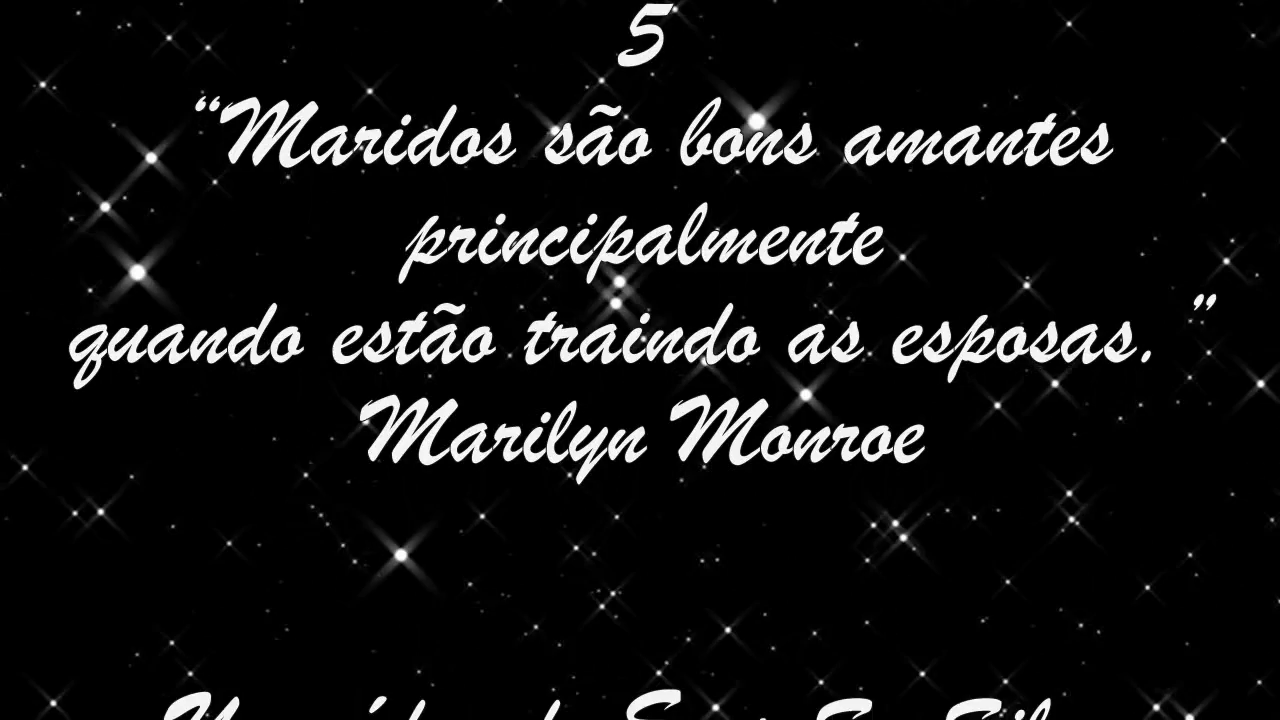 5
“Maridos são bons amantes
principalmente
quando estão traindo as esposas. ”
Marilyn Monroe